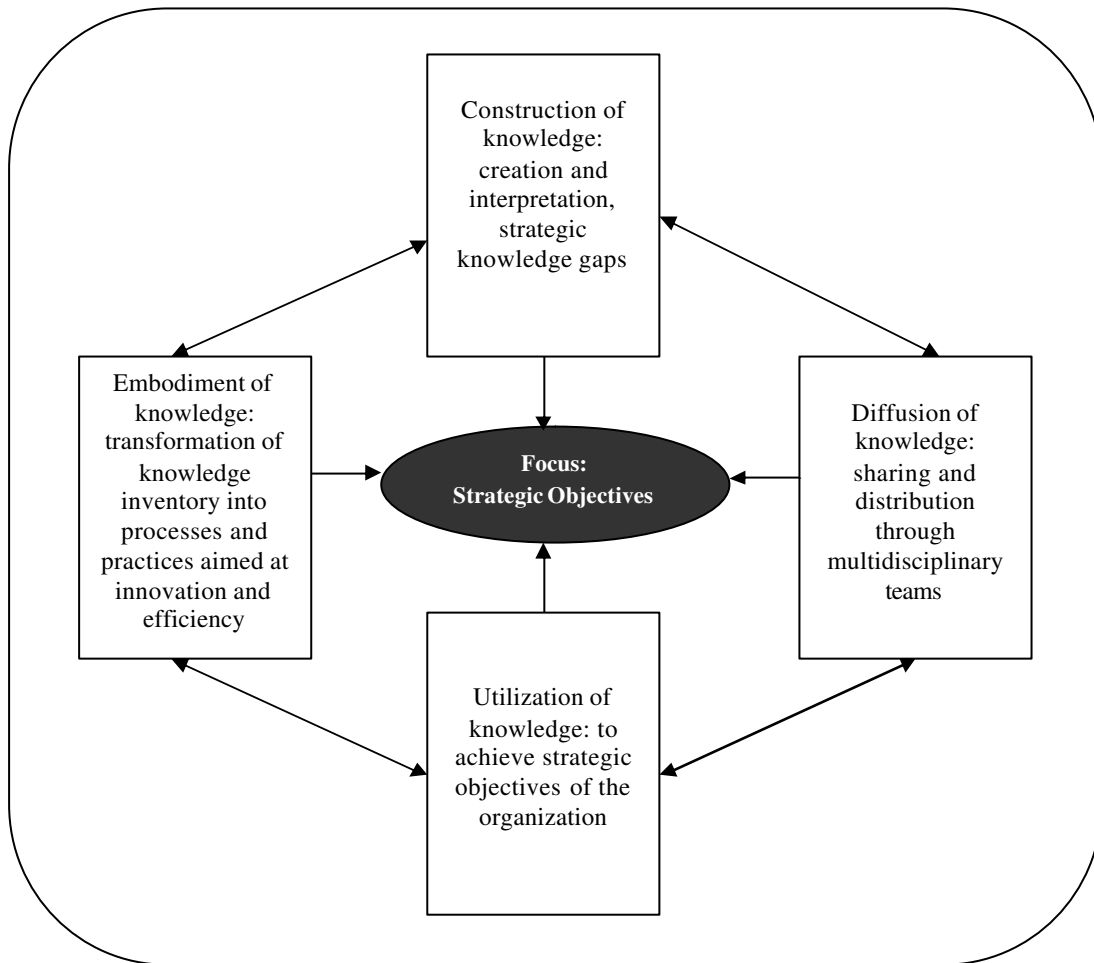 Construction of
knowledge:
creation and
interpretation,
strategic
knowledge gaps
Embodiment of
knowledge:
transformation of
knowledge
inventory into
processes and
practices aimed at
innovation and
efficiency
Focus:
Strategic Objectives
Diffusion of
knowledge:
sharing and
distribution
through
multidisciplinary
teams
Utilization of
knowledge: to
achieve strategic
objectives of the
organization